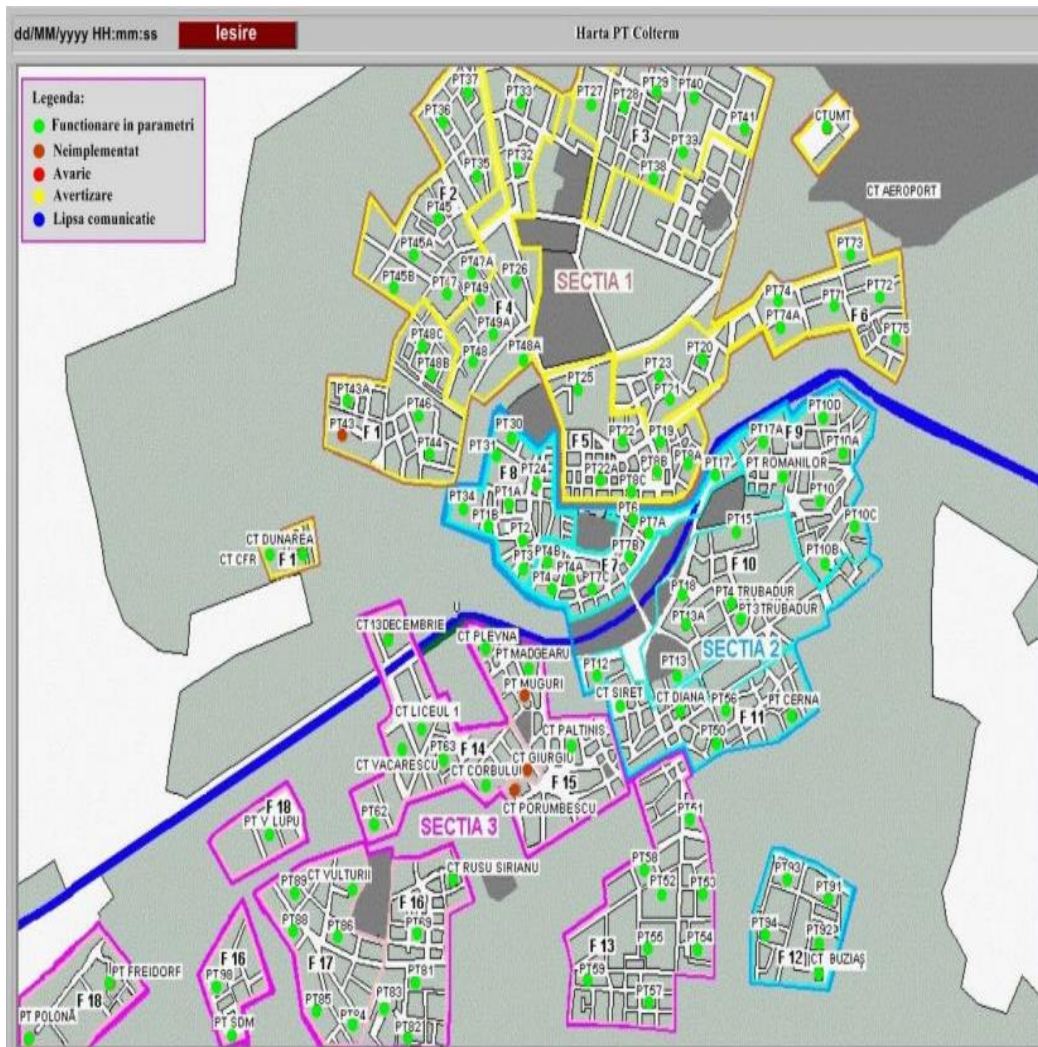 dd/MM/yyyy HH:mm:ss
Iesire
Harta PT Colterm
Legenda:
Functionare in parametri
Neimplementat
Avarie
Avertizare
Lipsa comunicatie
PT37
PT33
PT27
PT28
PT29
PT40
PT36
F 3
PT41
CTUMT
PT39
PT35
PT32
PT38
F 2
CT AEROPORT
PT45
PT45A
PT73
PT47A
PT26
SECTIA 1
PT45B
PT47
PT49
PT74
PT71
PT72
F 4
F 6
PT49A
PT74A
PT75
PT48C
PT48A
PT20
PT48B
PT48
PT23
PT25
PT21
PT43A
PT46
PT10D
PT43
F 1
PT30
PT22
PT19
PT17A
F 9
PT44
PT31
F 5
PT10A
F 8
PT24
PT22A
PT8B
PT8A
PT17
PT ROMANILOR
PT8C
PT34
PT1A
PT10
PT1B
PT6
PT15
PT10C
PT2
PT7A
CT DUNAREA
PT3
PT4B
PT7B
F 10
PT10B
CT CFR
F 1
PT4A
F 7
PT4
PT7C
PT18
PT4 TRUBADUR
U
PT3 TRUBADUR
PT13A
CT13DECEMBRIE
CT PLEVNA
SECTIA 2
PT MADGEARU
PT12
PT13
PT MUGURI
CT SIRET
CT DIANA
PT56
PT CERNA
CT LICEUL 1
F 11
CT PALTINIS
PT50
CT VACARESCU
PT63
F 14
CT GIURGIU
CT CORBULUI
F 15
CT PORUMBESCU
F 18
PT V LUPU
PT62
SECTIA 3
PT51
CT VULTURII
CT RUSU SIRIANU
PT58
PT93
PT89
PT52
PT53
PT91
F 16
PT88
PT86
PT69
PT94
PT92
F 13
PT55
PT54
F 16
F 17
F 12
CT BUZIAȘ
PT FREIDORF
PT98
PT81
PT59
F 18
PT57
PT85
PT83
PT POLONĂ
PT SDM
PT84
PT82